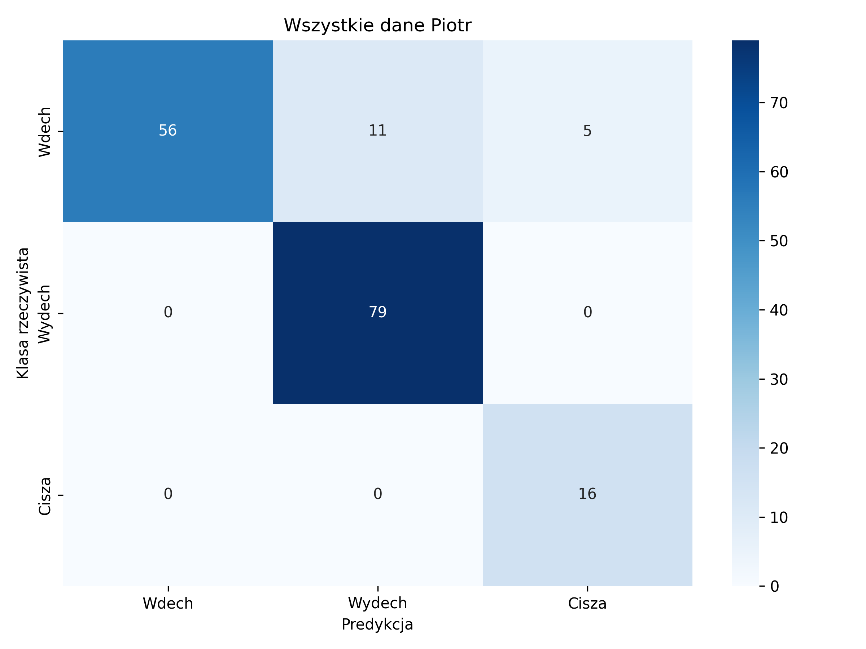 Wszystkie dane Piotr
Klasa rzeczywista
Wdech
56 11 5
Wydech
0 79 0
Cisza
0 0 16
Wdech Wydech Cisza
Predykcja
70
60
50
40
30
20
10
0